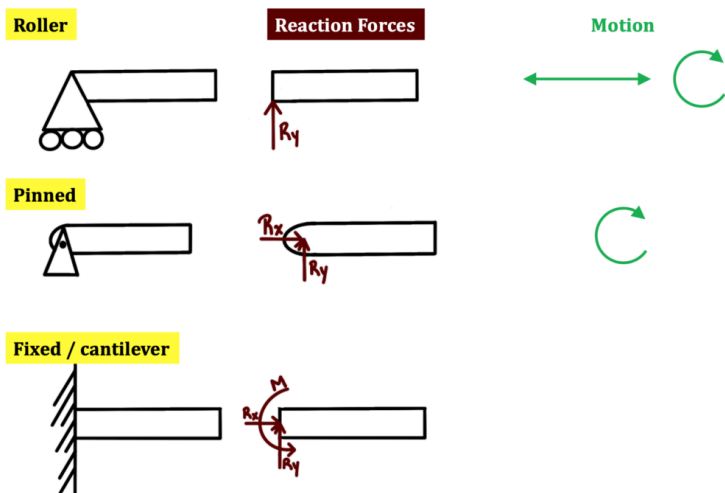 Roller
Reaction Forces
Motion
Ry
Pinned
Rx
Ry
Fixed / cantilever
M
Rx
Ry